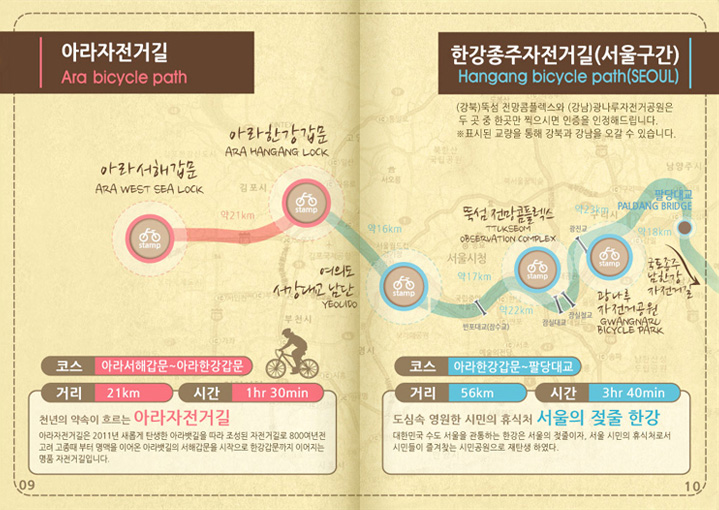 아라자전거길
Ara bicycle path
아라한강갑문
ARA HANGANG LOCK
아라서해갑문
ARA WEST SEA LOCK
김포시
stamp
약21km
stamp
약16km
여의도
서강대교 남단
YEOUIDO
부천시
코스 아라서해갑문~아라한강갑문
거리 21km 시간 1hr 30min
천년의 약속이 흐르는 아라자전거길
아라자전거길은 2011년 새롭게 탄생한 아라뱃길을 따라 조성된 자전거길로 800여년전
고려 고종때 부터 명맥을 이어온 아라뱃길의 서해갑문을 시작으로 한강갑문까지 이어지는
명품 자전거길입니다.
09
한강종주자전거길(서울구간)
Hangang bicycle path(SEOUL)
(강북)뚝섬 전망콤플렉스와 (강남)광나루자전거공원은
두 곳 중 한곳만 찍으시면 인증을 인정해드립니다.
※표시된 교량을 통해 강북과 강남을 오갈 수 있습니다.
남양주시
팔당대교
PALDANG BRIDGE
뚝섬 전망콤플렉스
TTUKSEOM
OBSERVATION COMPLEX
약23km
약18km
광진교
서울시청
stamp
약17km
stamp
stamp
약22km
반포대교(잠수교)
잠실대교
잠실철교
광나루
자전거공원
GWANGNARU
BICYCLE PARK
국토종주
남한강
자전거길
코스 아라한강갑문~팔당대교
거리 56km 시간 3hr 40min
도심속 영원한 시민의 휴식처 서울의 젖줄 한강
대한민국 수도 서울을 관통하는 한강은 서울의 젖줄이자, 서울 시민의 휴식처로서
시민들이 즐겨찾는 시민공원으로 재탄생 하였다.
10